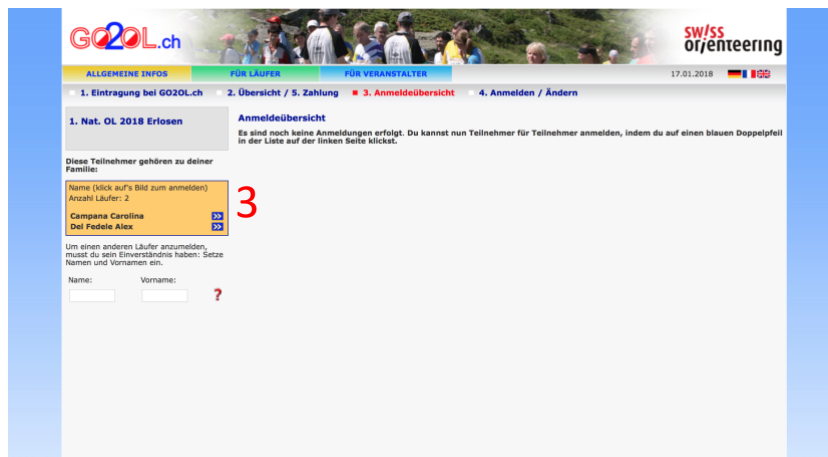 GO2OL.ch
sw/ss
or/enteering
ALLGEMEINE INFOS FÜR LÄUFER FÜR VERANSTALTER 17.01.2018
1. Eintragung bei GO2OL.ch 2. Übersicht / 5. Zahlung 3. Anmeldeübersicht 4. Anmelden / Ändern
1. Nat. OL 2018 Erlosen
Anmeldeübersicht
Es sind noch keine Anmeldungen erfolgt. Du kannst nun Teilnehmer für Teilnehmer anmelden, indem du auf einen blauen Doppelpfeil
in der Liste auf der linken Seite klickst.
Diese Teilnehmer gehören zu deiner
Familie:
Name (klick auf's Bild zum anmelden)
Anzahl Läufer: 2
Campana Carolina
Del Fedele Alex
3
Um einen anderen Läufer anzumelden,
musst du sein Einverständnis haben: Setze
Namen und Vornamen ein.
Name: Vorname:
?